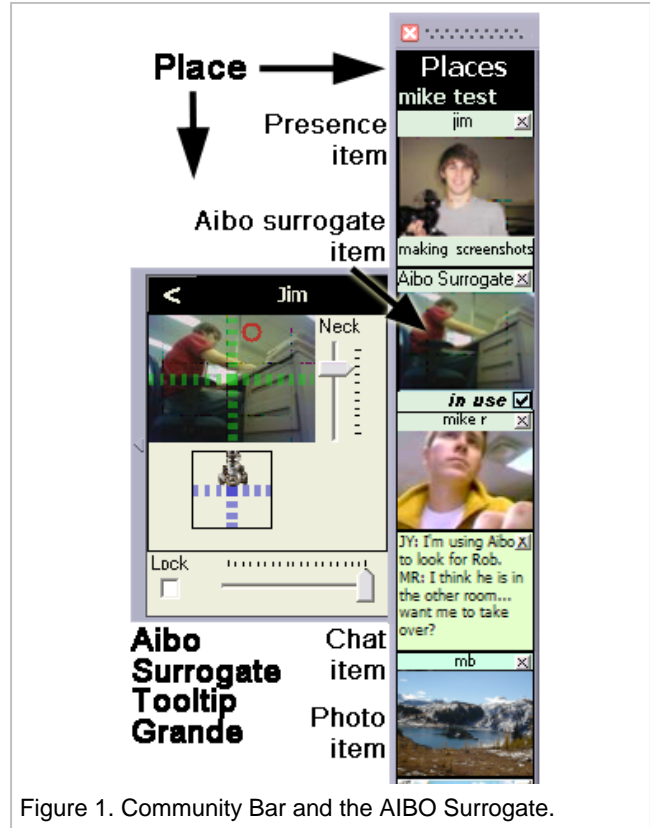 Place
Places
mike test
Presence
item
jim
making screenshots
Aibo surrogate
item
Aibo Surrogate
in use
< Jim
Neck
Lock
mike r
JY: I'm using Aibo
to look for Rob.
MR: I think he is in
the other room...
want me to take
over?
Aibo
Surrogate
Tooltip
Grande
Chat
item
Photo
item
mb
Figure 1. Community Bar and the AIBO Surrogate.